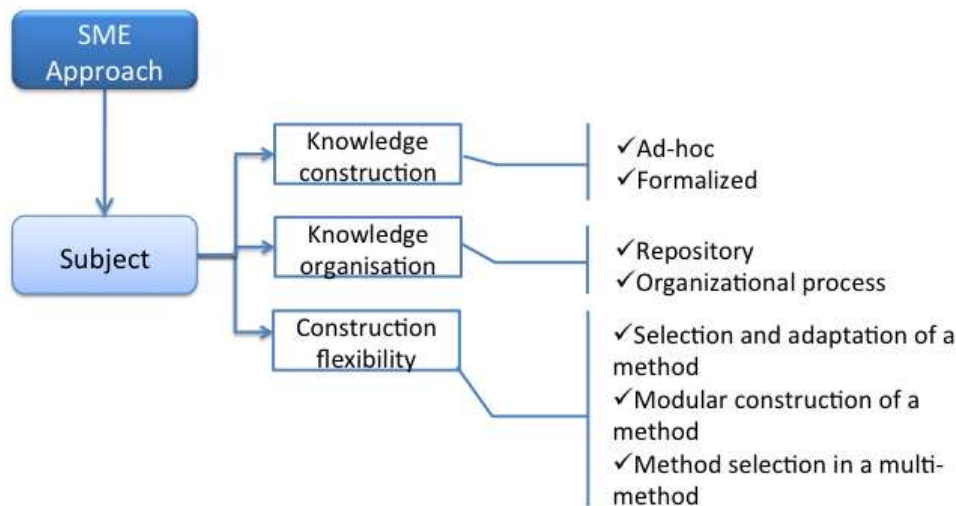 SME
Approach
Subject
Knowledge
construction
✓Ad-hoc
✓Formalized
Knowledge
organisation
✓Repository
✓Organizational process
Construction
flexibility
✓Selection and adaptation of a
method
✓Modular construction of a
method
✓Method selection in a multi-
method